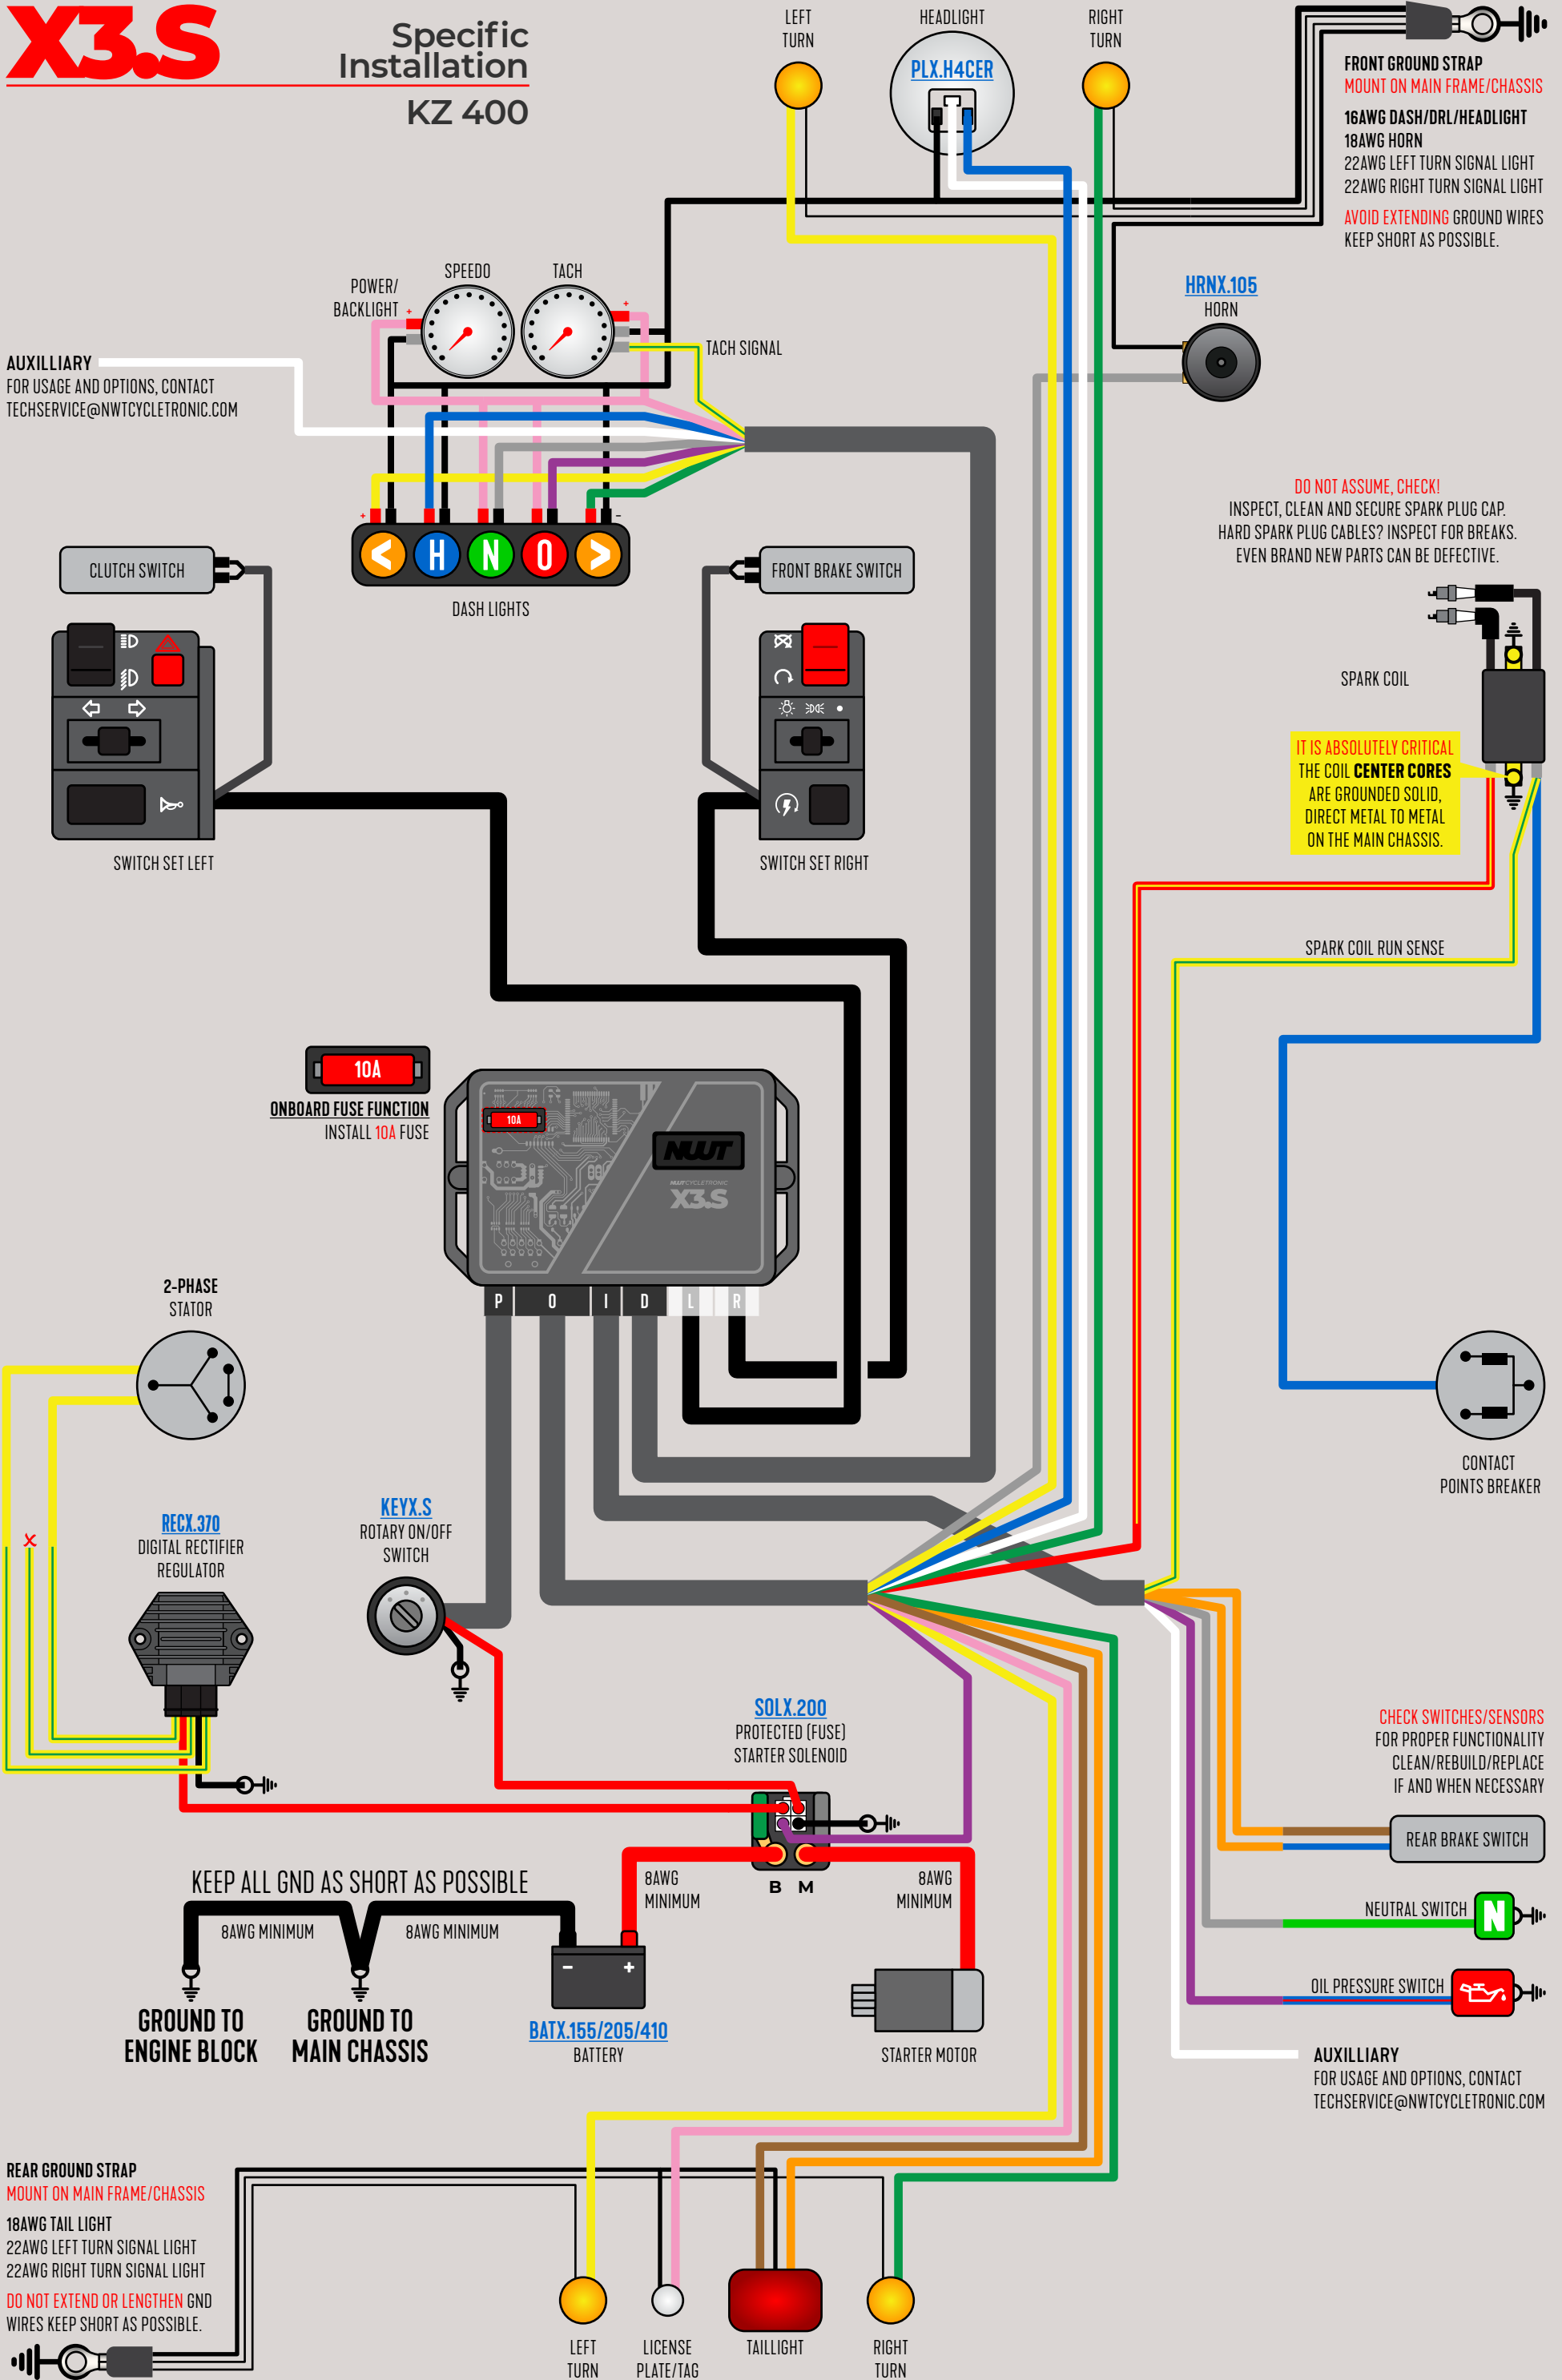 X3.S
Specific
Installation
KZ 400
LEFT
TURN
HEADLIGHT
PLX.H4CER
RIGHT
TURN
FRONT GROUND STRAP
MOUNT ON MAIN FRAME/CHASSIS
16AWG DASH/DRL/HEADLIGHT
18AWG HORN
22AWG LEFT TURN SIGNAL LIGHT
22AWG RIGHT TURN SIGNAL LIGHT
AVOID EXTENDING GROUND WIRES
KEEP SHORT AS POSSIBLE.
HRNX.105
HORN
POWER/
BACKLIGHT
SPEEDO
TACH
+
+
TACH SIGNAL
AUXILLIARY
FOR USAGE AND OPTIONS, CONTACT
TECHSERVICE@NWTCYCLETRONIC.COM
+
-
< H N O >
DASH LIGHTS
CLUTCH SWITCH
FRONT BRAKE SWITCH
SWITCH SET LEFT
SWITCH SET RIGHT
DO NOT ASSUME, CHECK!
INSPECT, CLEAN AND SECURE SPARK PLUG CAP.
HARD SPARK PLUG CABLES? INSPECT FOR BREAKS.
EVEN BRAND NEW PARTS CAN BE DEFECTIVE.
SPARK COIL
IT IS ABSOLUTELY CRITICAL
THE COIL CENTER CORES
ARE GROUNDED SOLID,
DIRECT METAL TO METAL
ON THE MAIN CHASSIS.
SPARK COIL RUN SENSE
10A
ONBOARD FUSE FUNCTION
INSTALL 10A FUSE
10A
NWT
NWTCYCLETRONIC
X3.S
P O I D L R
2-PHASE
STATOR
CONTACT
POINTS BREAKER
RECX.370
DIGITAL RECTIFIER
REGULATOR
X
KEYX.S
ROTARY ON/OFF
SWITCH
SOLX.200
PROTECTED (FUSE)
STARTER SOLENOID
B M
8AWG
MINIMUM
8AWG
MINIMUM
KEEP ALL GND AS SHORT AS POSSIBLE
8AWG MINIMUM
8AWG MINIMUM
GROUND TO
ENGINE BLOCK
GROUND TO
MAIN CHASSIS
- +
BATX.155/205/410
BATTERY
STARTER MOTOR
CHECK SWITCHES/SENSORS
FOR PROPER FUNCTIONALITY
CLEAN/REBUILD/REPLACE
IF AND WHEN NECESSARY
REAR BRAKE SWITCH
NEUTRAL SWITCH
N
OIL PRESSURE SWITCH
AUXILLIARY
FOR USAGE AND OPTIONS, CONTACT
TECHSERVICE@NWTCYCLETRONIC.COM
REAR GROUND STRAP
MOUNT ON MAIN FRAME/CHASSIS
18AWG TAIL LIGHT
22AWG LEFT TURN SIGNAL LIGHT
22AWG RIGHT TURN SIGNAL LIGHT
DO NOT EXTEND OR LENGTHEN GND
WIRES KEEP SHORT AS POSSIBLE.
LEFT
TURN
LICENSE
PLATE/TAG
TAILLIGHT
RIGHT
TURN